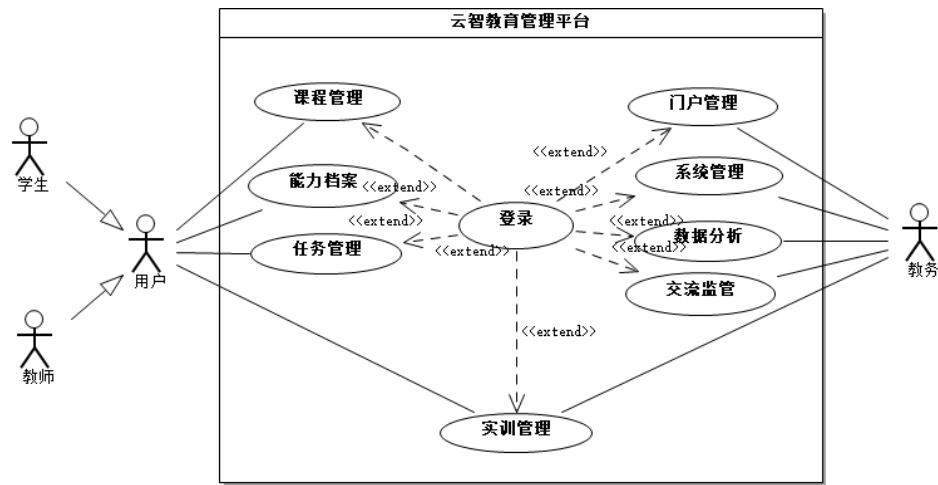 云智教育管理平台
课程管理
门户管理
学生
<<extend>>
系统管理
能力档案
<<extend>>
<<extend>>
登录
<<extend>>
<<extend>>
数据分析
任务管理
<<extend>>
<<extend>>
用户
教务
交流监管
<<extend>>
教师
实训管理